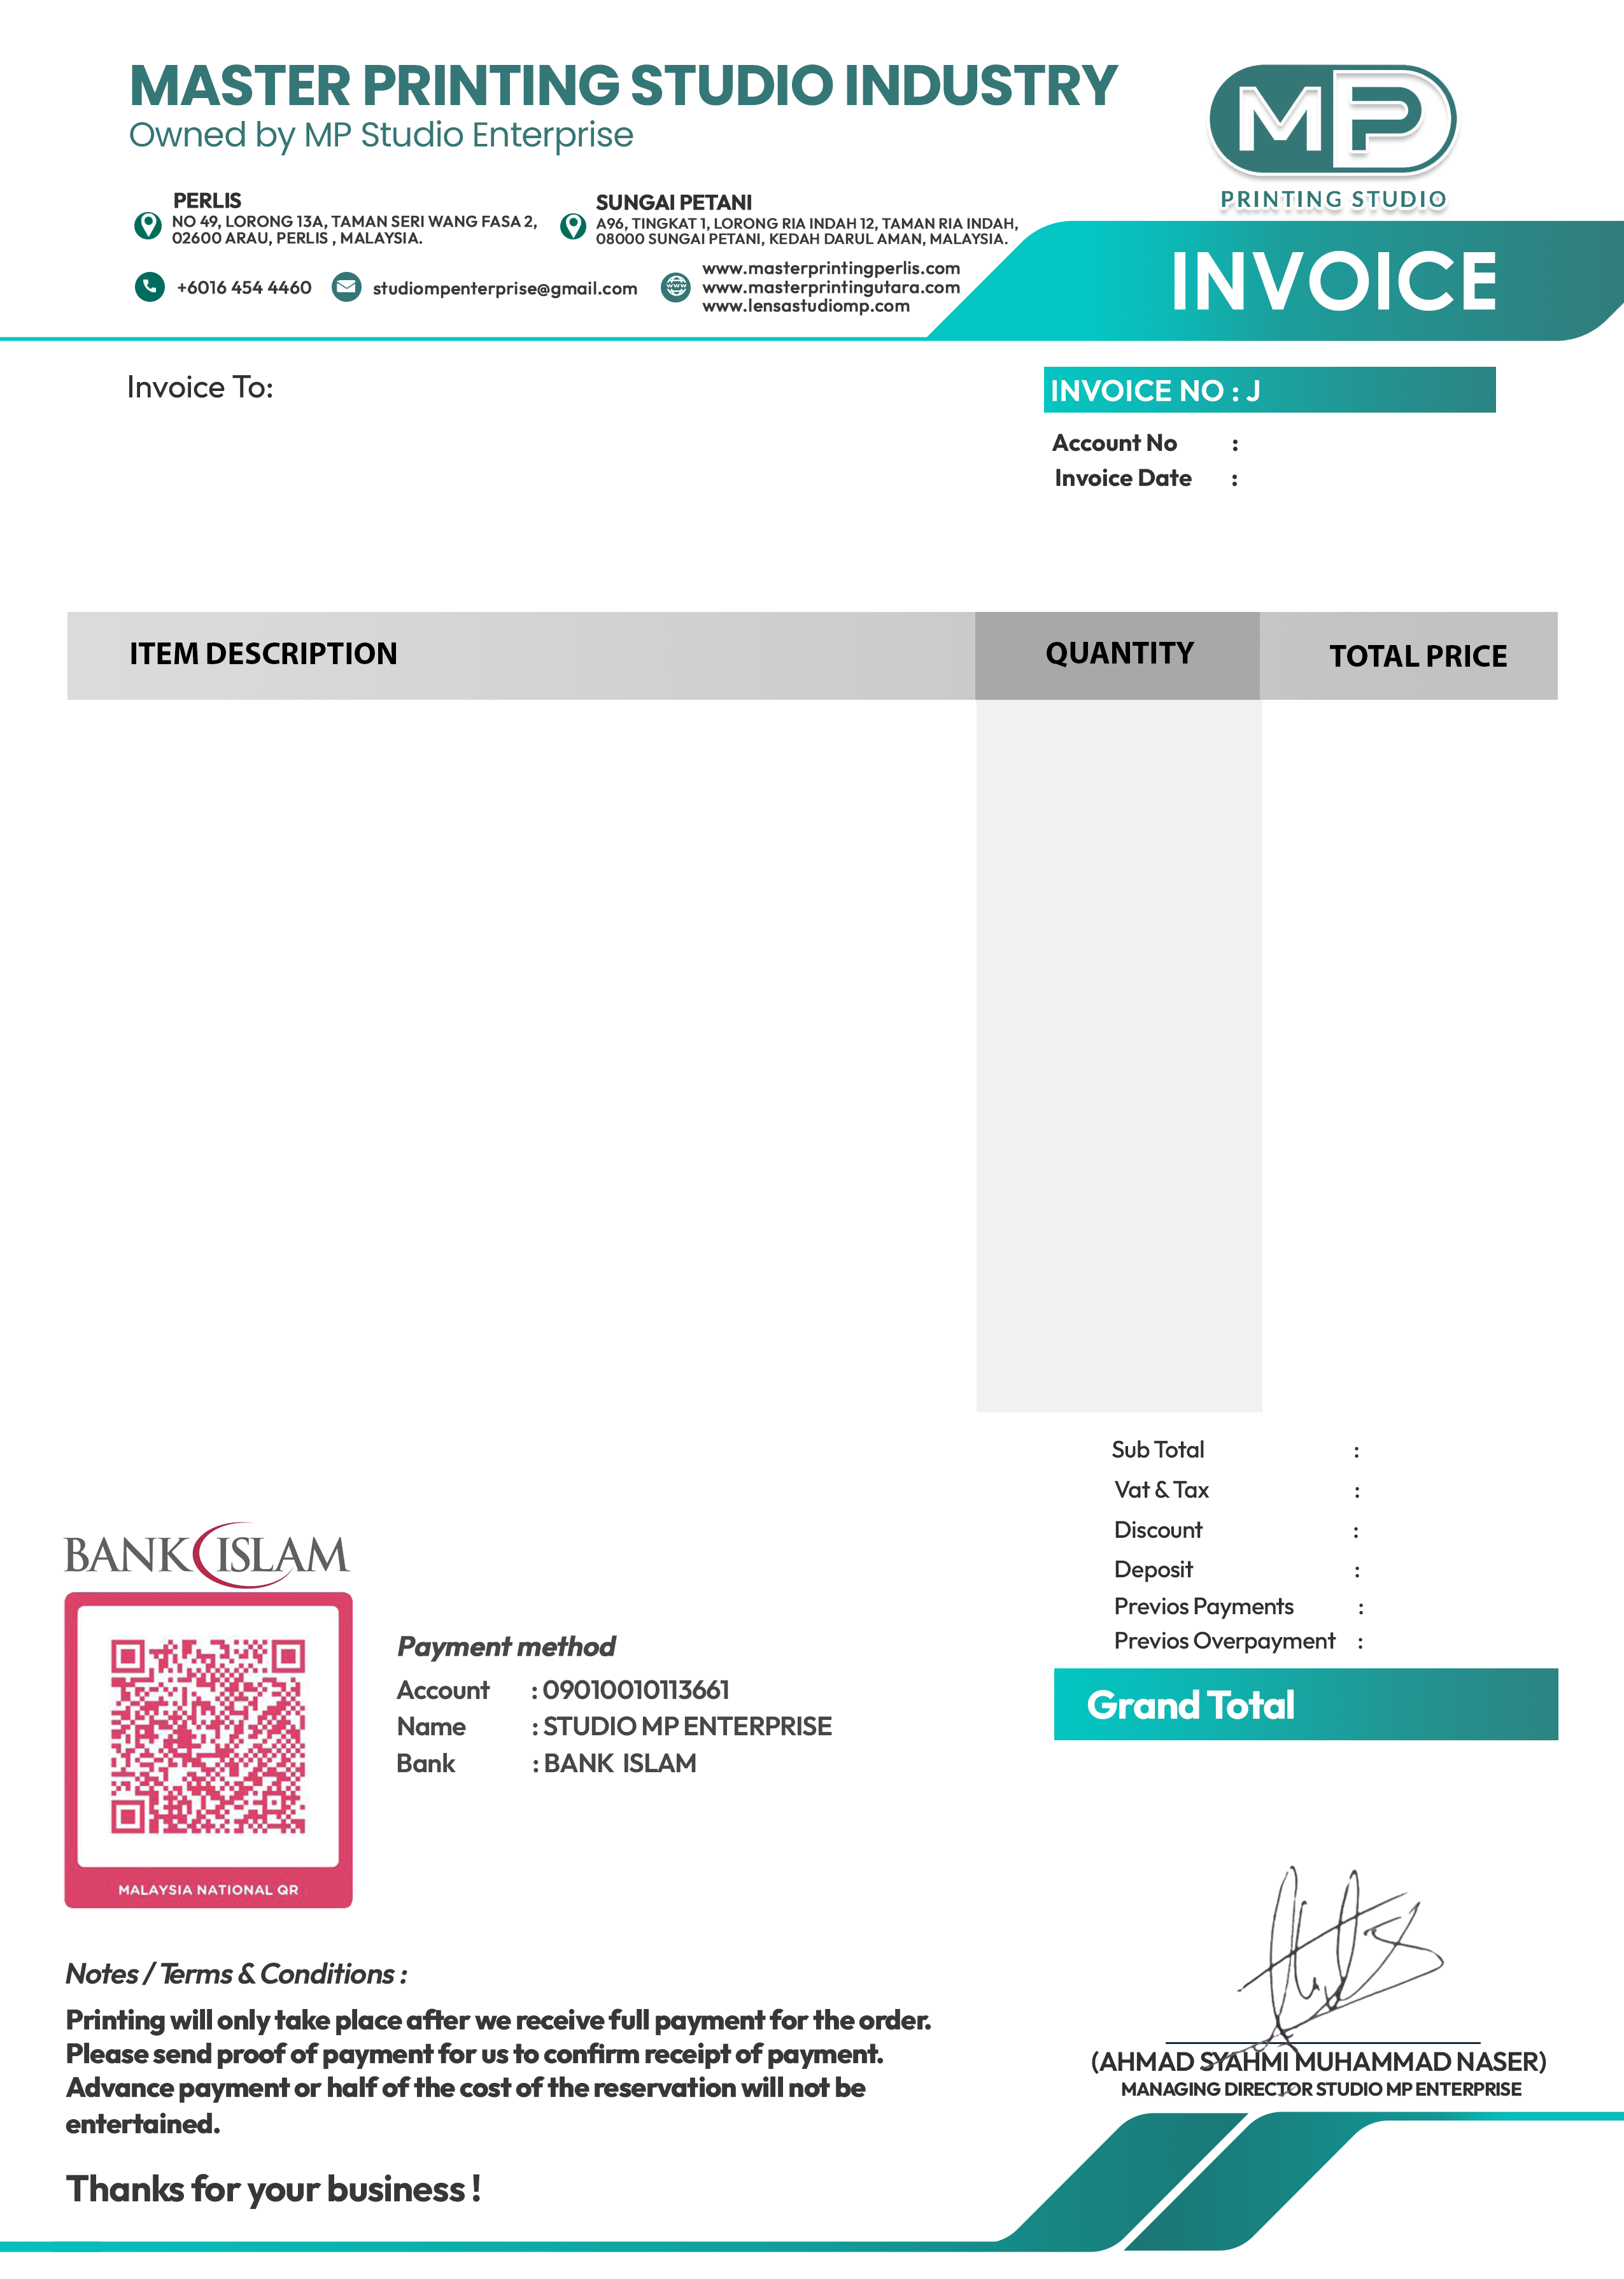 MASTER PRINTING STUDIO INDUSTRY
Owned by MP Studio Enterprise
MP
PRINTING STUDIO
PERLIS
NO 49, LORONG 13A, TAMAN SERI WANG FASA 2,
02600 ARAU, PERLIS , MALAYSIA.
SUNGAI PETANI
A96, TINGKAT 1, LORONG RIA INDAH 12, TAMAN RIA INDAH,
08000 SUNGAI PETANI, KEDAH DARUL AMAN, MALAYSIA.
+6016 454 4460
studiompenterprise@gmail.com
www
www.masterprintingperlis.com
www.masterprintingutara.com
www.lensastudiomp.com
INVOICE
Invoice To:
INVOICE NO : J
Account No :
Invoice Date :
ITEM DESCRIPTION QUANTITY TOTAL PRICE
Sub Total :
Vat & Tax :
Discount :
Deposit :
Previos Payments :
Previos Overpayment :
Grand Total
BANK ISLAM
MALAYSIA NATIONAL QR
Payment method
Account : 09010010113661
Name : STUDIO MP ENTERPRISE
Bank : BANK ISLAM
Notes / Terms & Conditions :
Printing will only take place after we receive full payment for the order.
Please send proof of payment for us to confirm receipt of payment.
Advance payment or half of the cost of the reservation will not be
entertained.
Thanks for your business !
(AHMAD SYAHMI MUHAMMAD NASER)
MANAGING DIRECTOR STUDIO MP ENTERPRISE